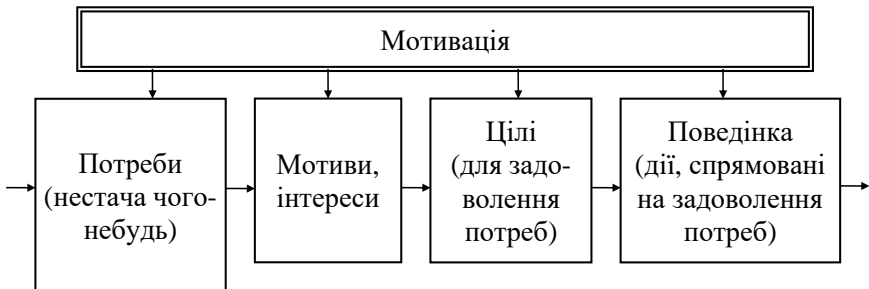 Мотивація
Потреби
(нестача чого-
небудь)
Мотиви,
інтереси
Цілі
(для задо-
волення
потреб)
Поведінка
(дії, спрямовані
на задоволення
потреб)